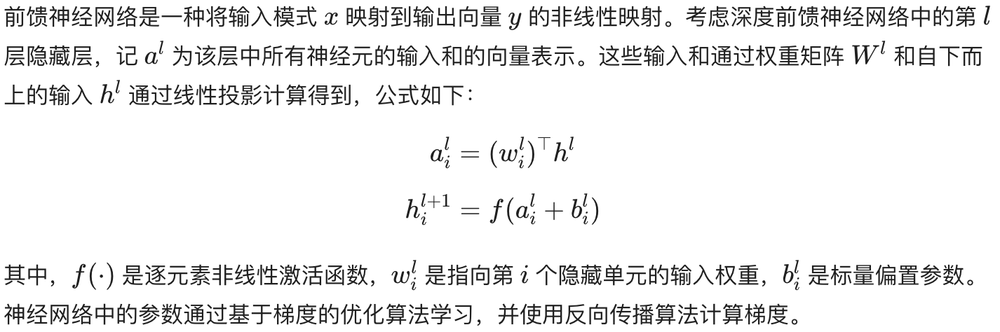 前馈神经网络是一种将输入模式 $x$ 映射到输出向量 $y$ 的非线性映射。考虑深度前馈神经网络中的第 $l$
层隐藏层，记 $a^l$ 为该层中所有神经元的输入和的向量表示。这些输入和通过权重矩阵 $W^l$ 和自下而
上的输入 $h^l$ 通过线性投影计算得到，公式如下：
$a_i^l = (w_i^l)^\top h^l$
$h_i^{l+1} = f(a_i^l + b_i^l)$
其中，$f(\cdot)$ 是逐元素非线性激活函数，$w_i^l$ 是指向第 $i$ 个隐藏单元的输入权重，$b_i^l$ 是标量偏置参数。
神经网络中的参数通过基于梯度的优化算法学习，并使用反向传播算法计算梯度。